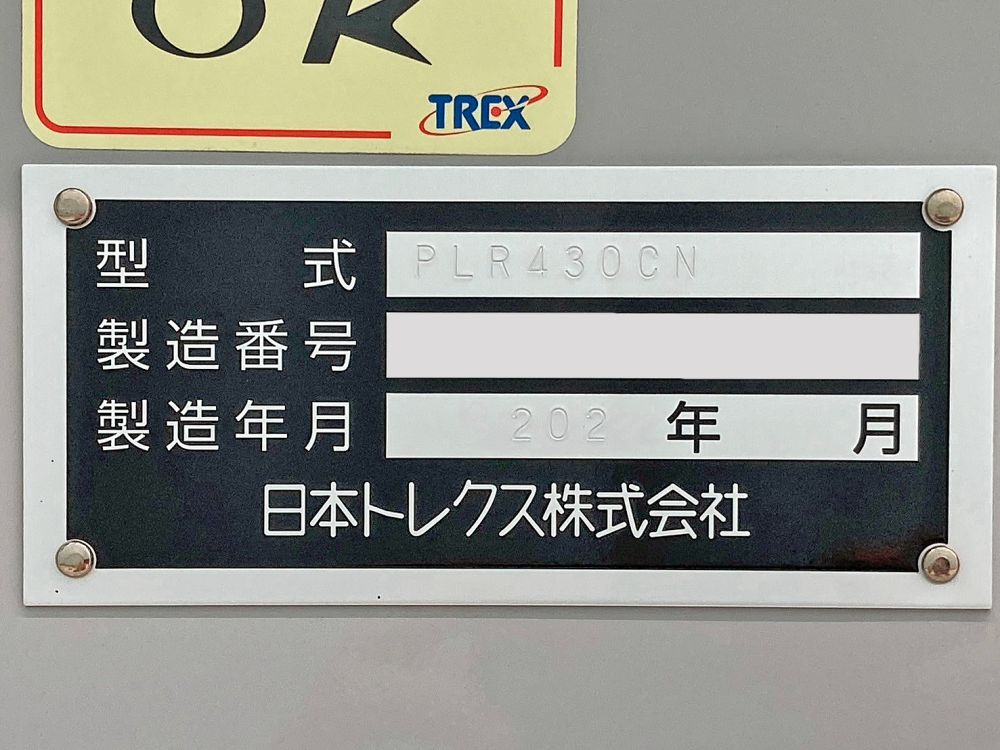 OK
TREX
型式 PLR430CN
製造番号
製造年月 202 年 月
日本トレクス株式会社